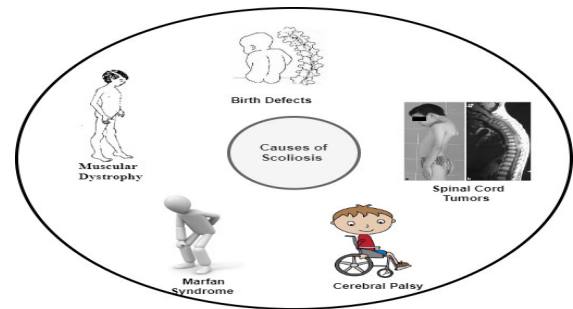 Birth Defects
Causes of
Scoliosis
Muscular
Dystrophy
Spinal Cord
Tumors
Marfan
Syndrome
Cerebral Palsy